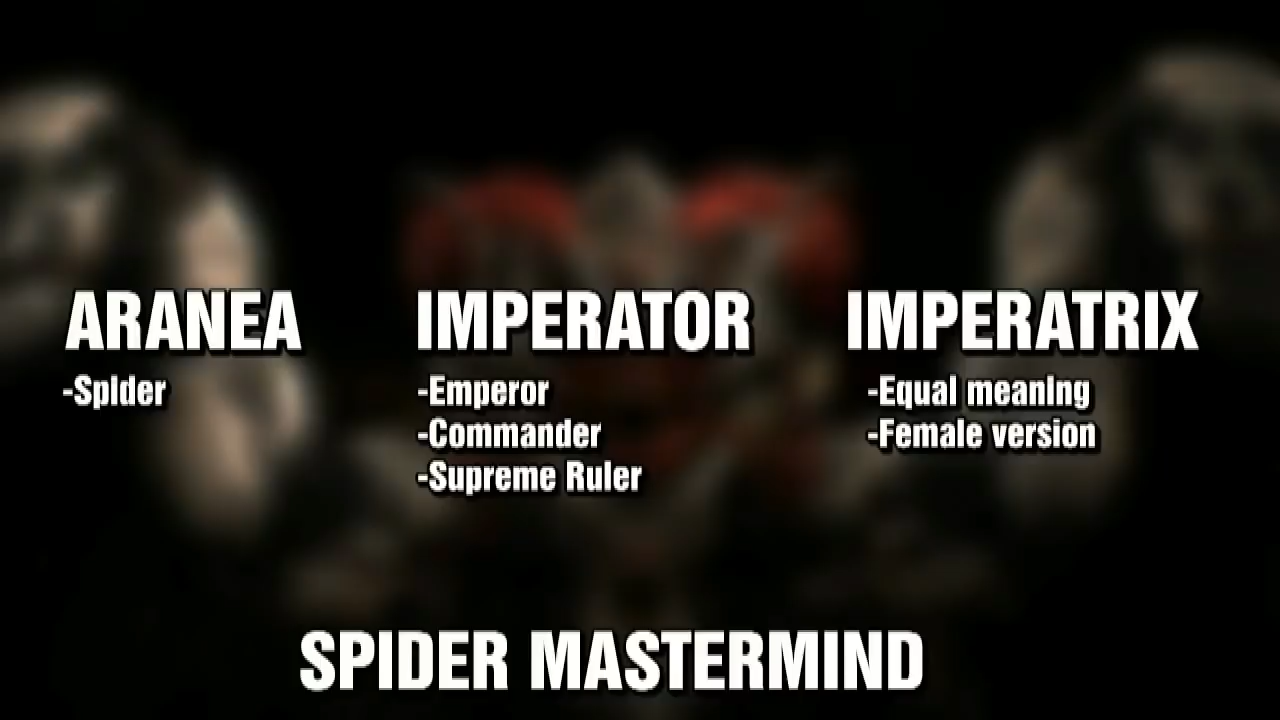 ARANEA
-Spider
IMPERATOR
-Emperor
-Commander
-Supreme Ruler
IMPERATRIX
-Equal meaning
-Female version
SPIDER MASTERMIND